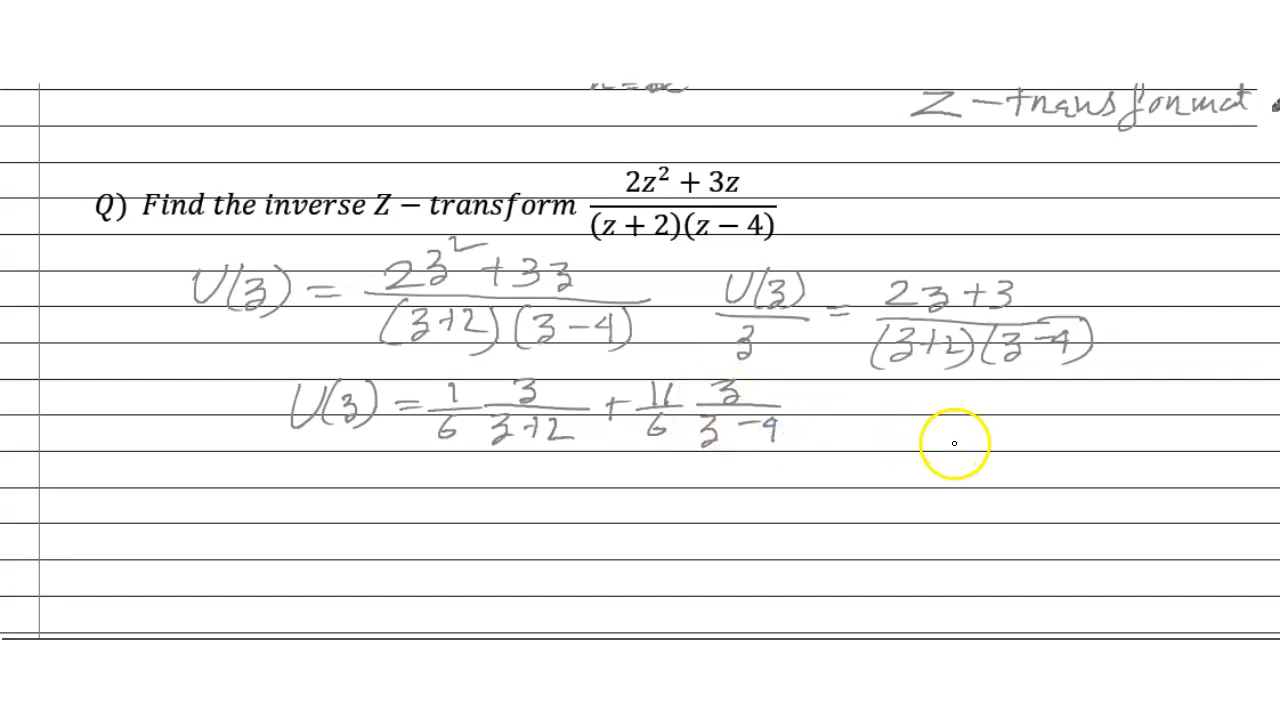 Z - transformat
Q) Find the inverse Z − transform (2z² + 3z)/((z + 2)(z − 4))
U(z) = (2z² + 3z)/((z+2)(z-4))    U(z)/z = (2z+3)/((z+2)(z-4))
U(z) = 1/6 z/(z+2) + 11/6 z/(z-4)